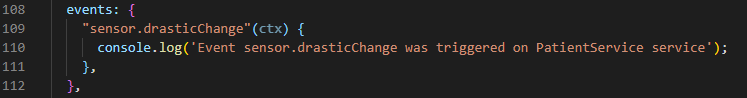 108 events: {
109 "sensor.drasticChange"(ctx) {
110 console.log('Event sensor.drasticChange was triggered on PatientService service');
111 },
112 },